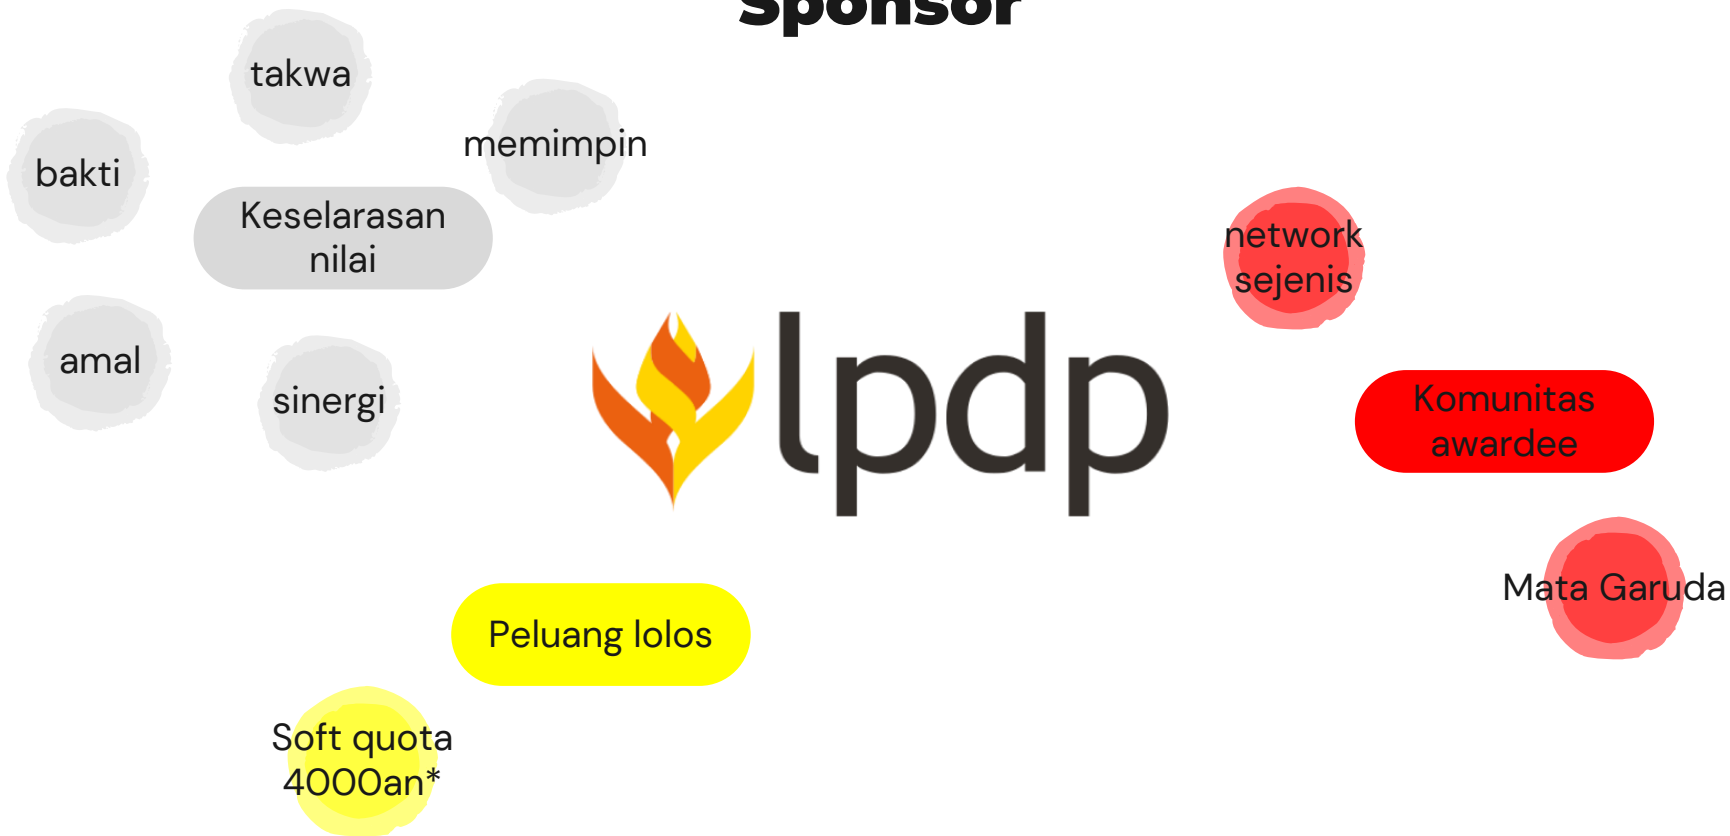 Sponsor
takwa
memimpin
bakti
Keselarasan
nilai
amal
sinergi
lpdp
network
sejenis
Komunitas
awardee
Mata Garuda
Peluang lolos
Soft quota
4000an*